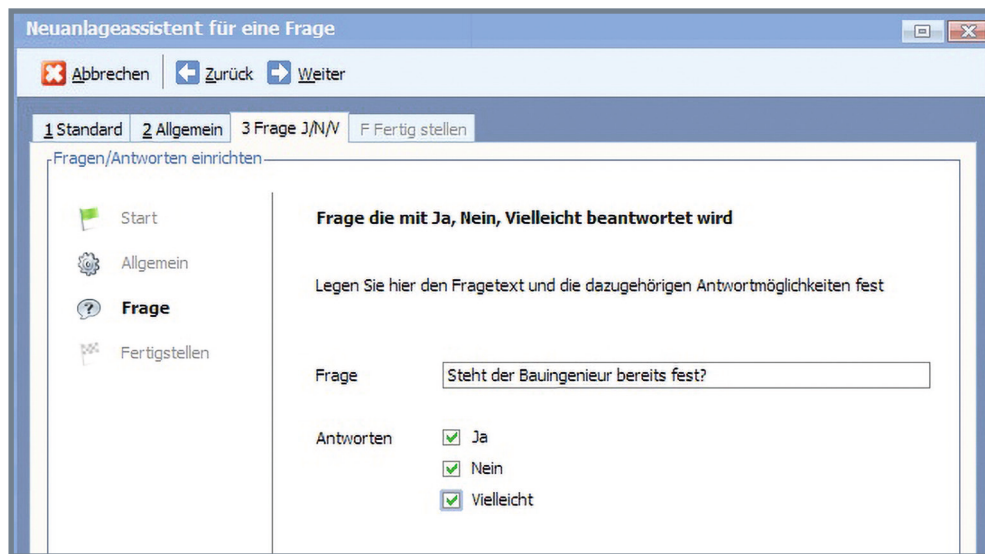 Neuanlageassistent für eine Frage
Abbrechen Zurück Weiter
1 Standard 2 Allgemein 3 Frage J/N/V F Fertig stellen
Fragen/Antworten einrichten
Start
Allgemein
Frage
Fertigstellen
Frage die mit Ja, Nein, Vielleicht beantwortet wird
Legen Sie hier den Fragetext und die dazugehörigen Antwortmöglichkeiten fest
Frage Steht der Bauingenieur bereits fest?
Antworten Ja
Nein
Vielleicht